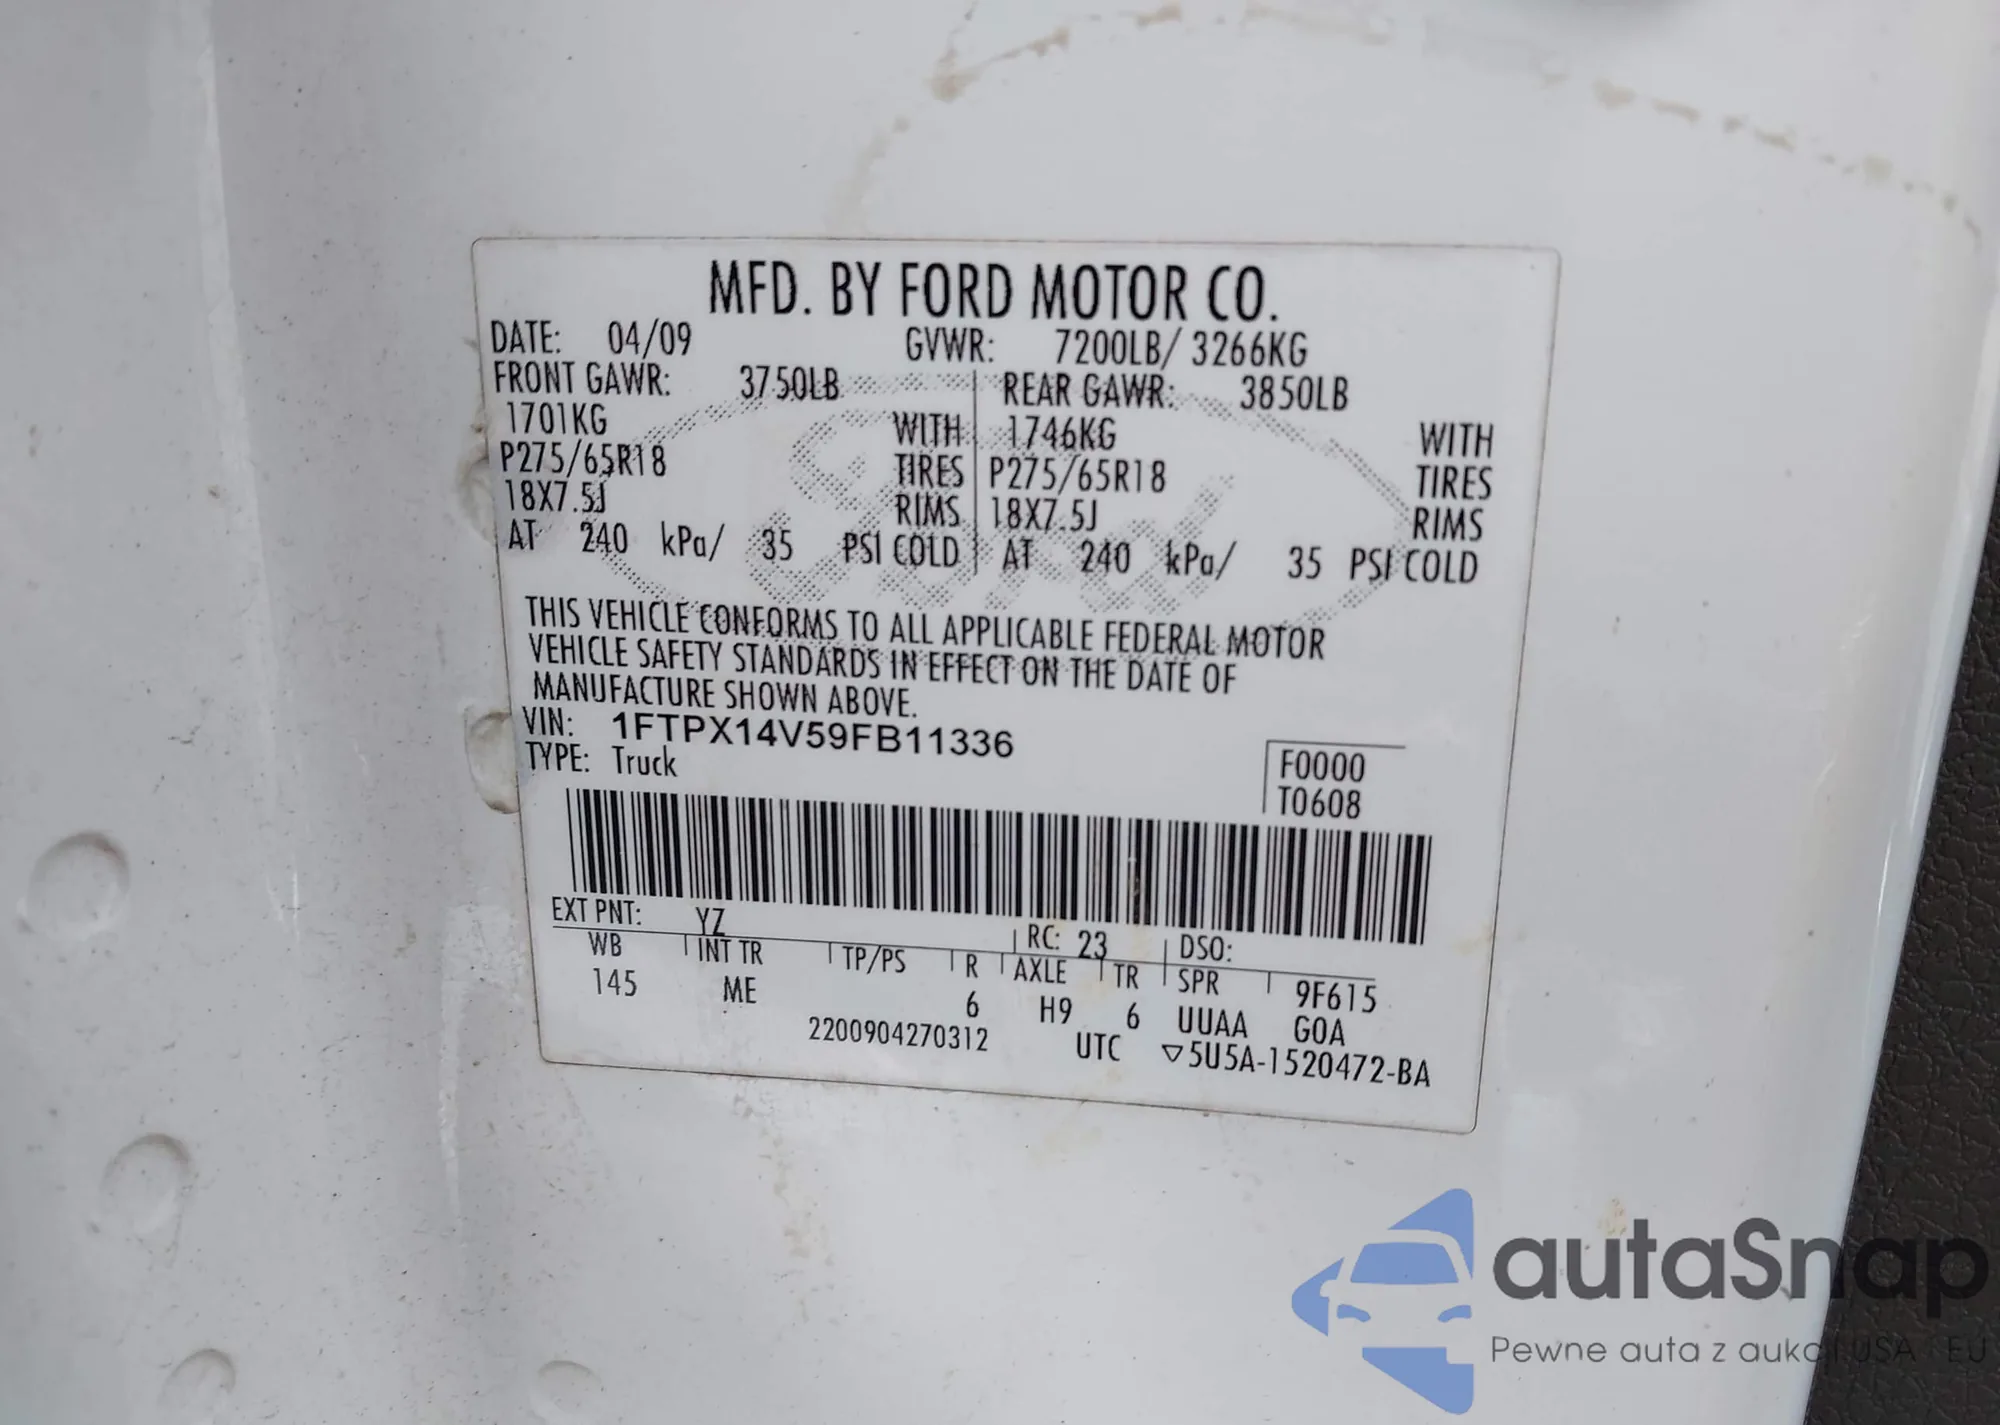 MFD. BY FORD MOTOR CO.
DATE: 04/09 GVWR: 7200LB/ 3266KG
FRONT GAWR: 3750LB REAR GAWR: 3850LB
1701KG WITH 1746KG WITH
P275/65R18 TIRES P275/65R18 TIRES
18X7.5J RIMS 18X7.5J RIMS
AT 240 kPa/ 35 PSI COLD AT 240 kPa/ 35 PSI COLD
Ford
THIS VEHICLE CONFORMS TO ALL APPLICABLE FEDERAL MOTOR
VEHICLE SAFETY STANDARDS IN EFFECT ON THE DATE OF
MANUFACTURE SHOWN ABOVE.
VIN: 1FTPX14V59FB11336
TYPE: Truck
F0000
T0608
EXT PNT: YZ RC: 23 DSO:
WB INT TR TP/PS R AXLE TR SPR 9F615
145 ME 6 H9 6 UUAA GOA
2200904270312 UTC ▽5U5A-1520472-BA
autaSnap
Pewne auta z aukcji USA EU